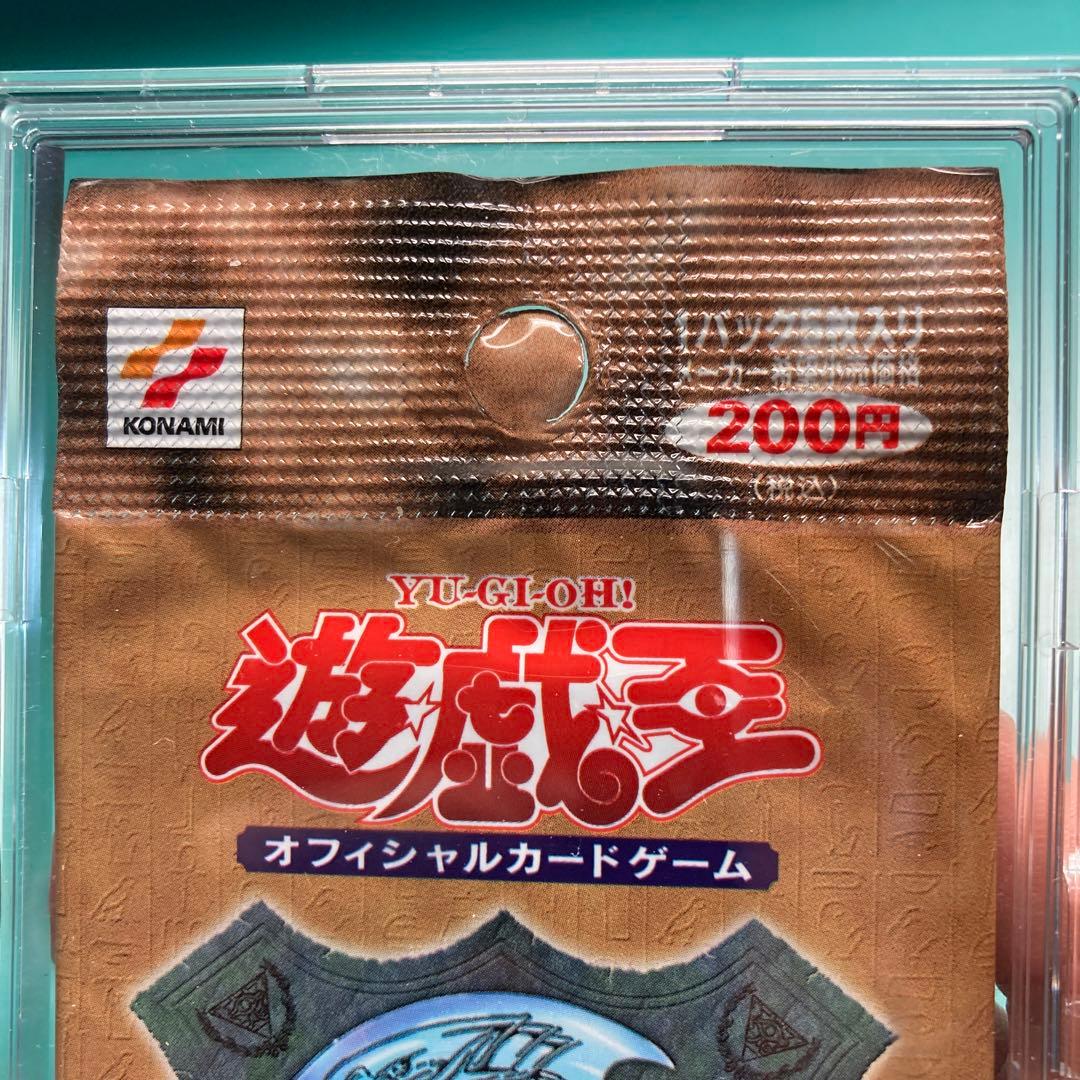 KONAMI
1パック5枚入り
メーカー希望小売価格
200円
(税込)
YU-GI-OH!
遊戯王
オフィシャルカードゲーム